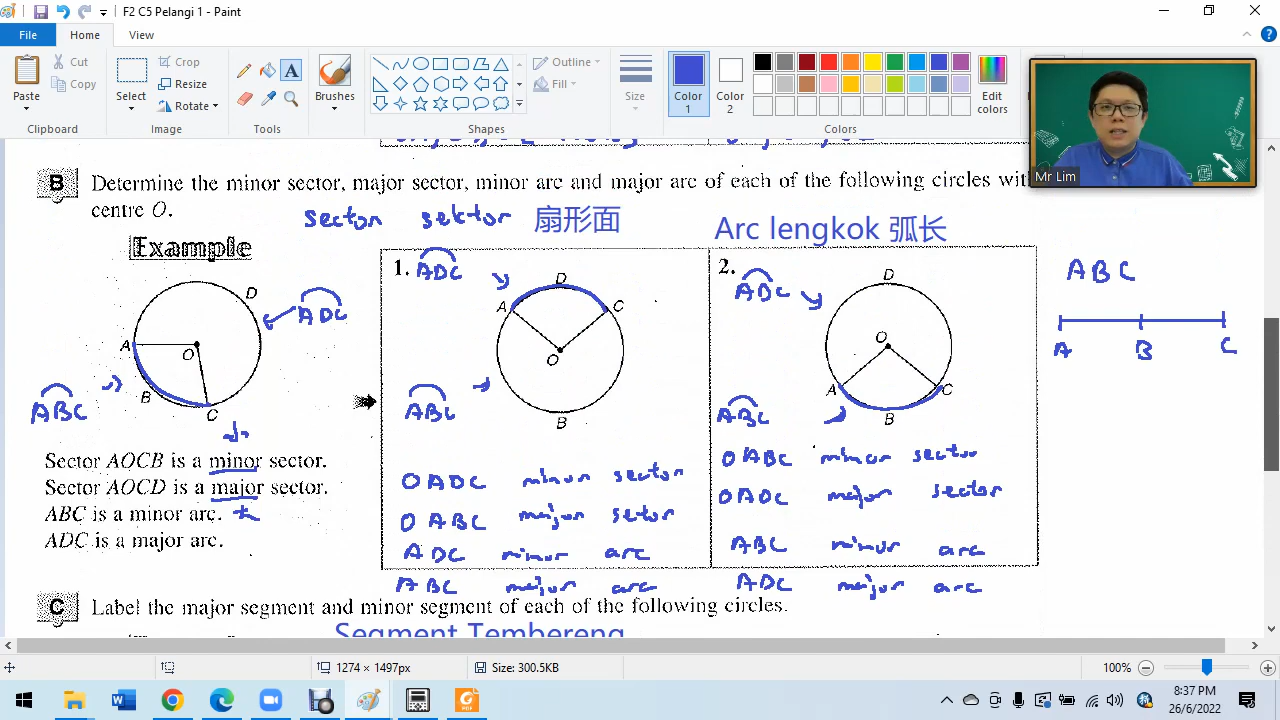 F2 C5 Pelangi 1 - Paint
File
Home
View
Paste
Cut
Copy
Clipboard
Select
Crop
Resize
Rotate
Image
A
Tools
Brushes
Outline
Fill
Shapes
Size
Color 1
Color 2
Edit colors
Colors
Mr Lim
B Determine the minor sector, major sector, minor arc and major arc of each of the following circles with
centre O.
sector sektor 扇形面
Arc lengkok 弧长
Example
D
ADC
A
O
B
C
ABC
Sector AOCB is a minor sector.
Sector AOCD is a major sector.
ABC is a minor arc.
ADC is a major arc.
1. ADC
D
A
C
O
B
ABC
OADC minor sector
OABC major setor
ADC minor arc
ABC major arc
2.
ADC
D
O
A
C
B
ABC
OABC minor sector
OADC major sector
ABC minor arc
ADC major arc
ABC
A B C
C Label the major segment and minor segment of each of the following circles.
Segment Tembereng
1274 × 1497px
Size: 300.5KB
100%
8:37 PM
26/6/2022